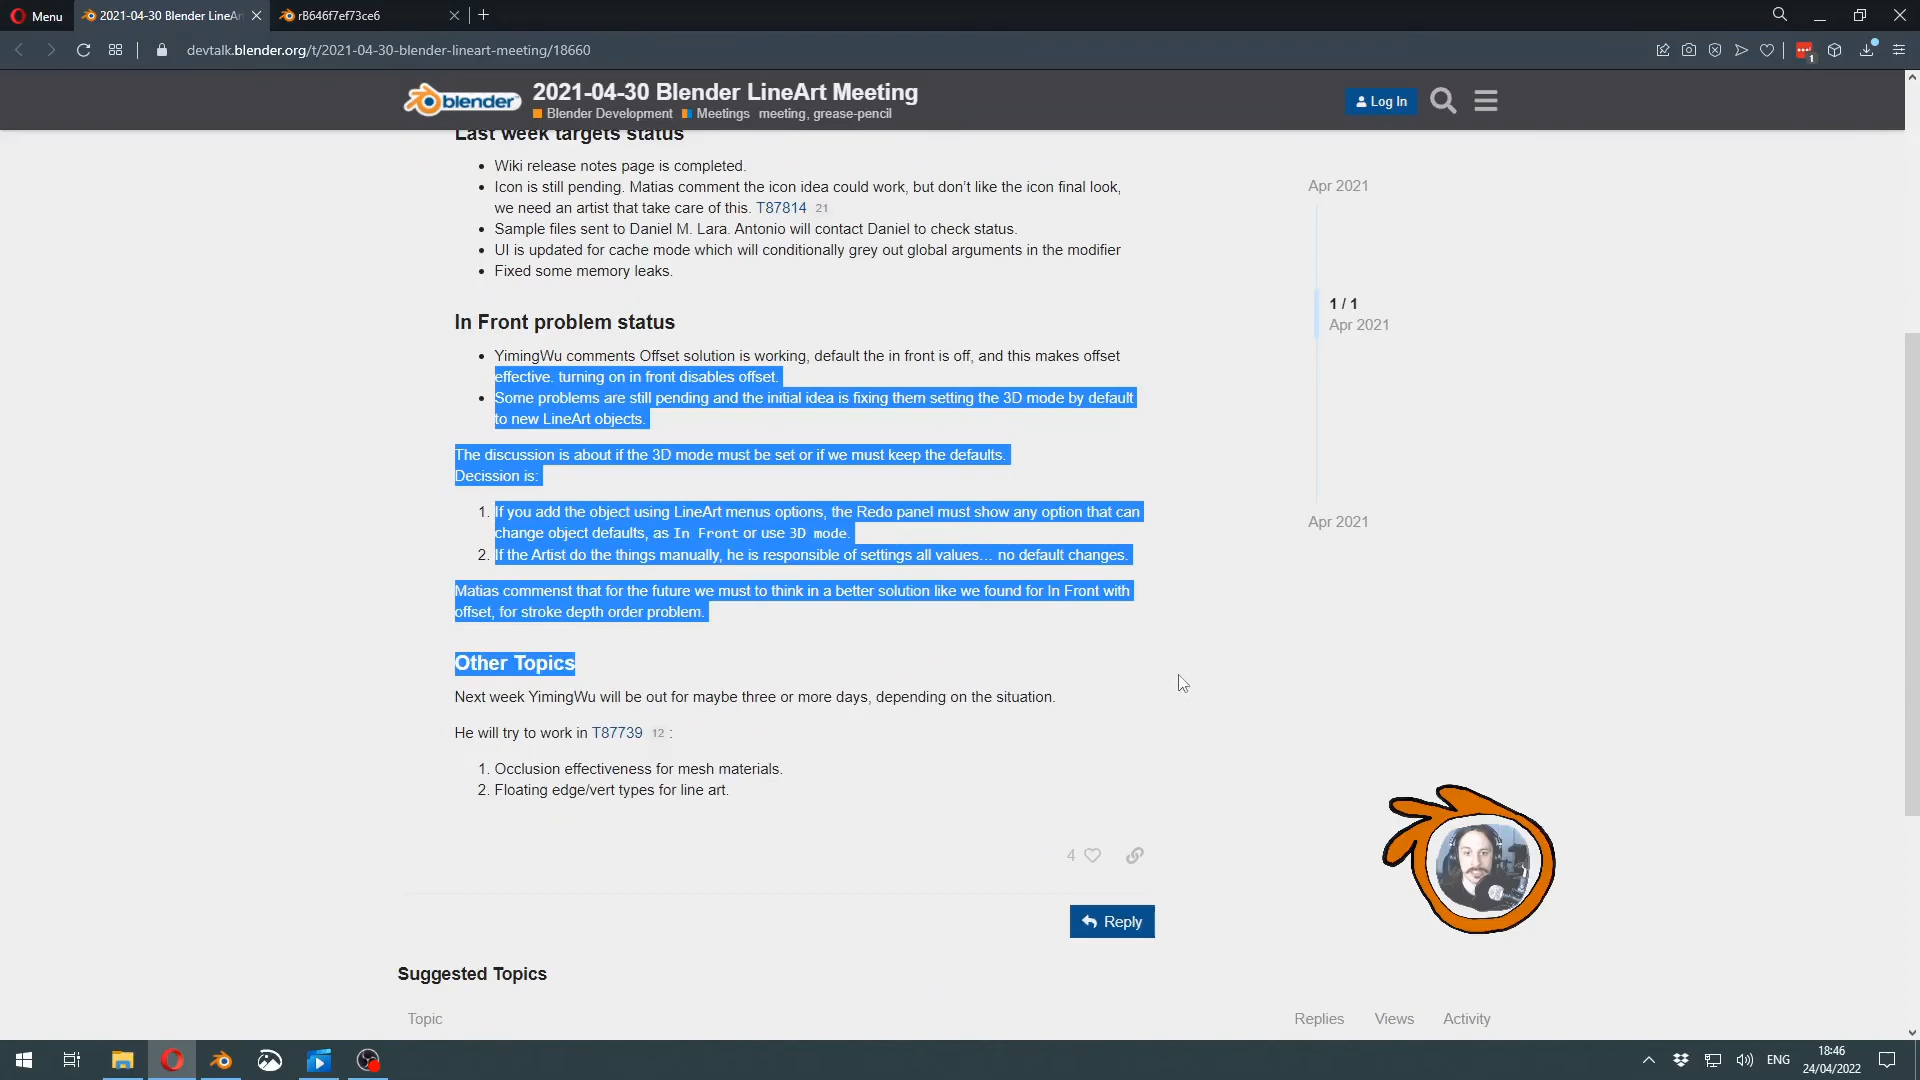 Menu
2021-04-30 Blender LineAr
rB646f7ef73ce6
devtalk.blender.org/t/2021-04-30-blender-lineart-meeting/18660
1
blender
2021-04-30 Blender LineArt Meeting
Blender Development Meetings meeting, grease-pencil
Log In
Last week targets status
Wiki release notes page is completed.
Icon is still pending. Matias comment the icon idea could work, but don't like the icon final look,
we need an artist that take care of this. T87814 21
Sample files sent to Daniel M. Lara. Antonio will contact Daniel to check status.
UI is updated for cache mode which will conditionally grey out global arguments in the modifier
Fixed some memory leaks.
Apr 2021
1 / 1
Apr 2021
Apr 2021
In Front problem status
YimingWu comments Offset solution is working, default the in front is off, and this makes offset
effective. turning on in front disables offset.
Some problems are still pending and the initial idea is fixing them setting the 3D mode by default
to new LineArt objects.
The discussion is about if the 3D mode must be set or if we must keep the defaults.
Decission is:
1. If you add the object using LineArt menus options, the Redo panel must show any option that can
change object defaults, as In Front or use 3D mode.
2. If the Artist do the things manually, he is responsible of settings all values… no default changes.
Matias commenst that for the future we must to think in a better solution like we found for In Front with
offset, for stroke depth order problem.
Other Topics
Next week YimingWu will be out for maybe three or more days, depending on the situation.
He will try to work in T87739 12 :
1. Occlusion effectiveness for mesh materials.
2. Floating edge/vert types for line art.
4
Reply
Suggested Topics
Topic Replies Views Activity
ENG
18:46
24/04/2022